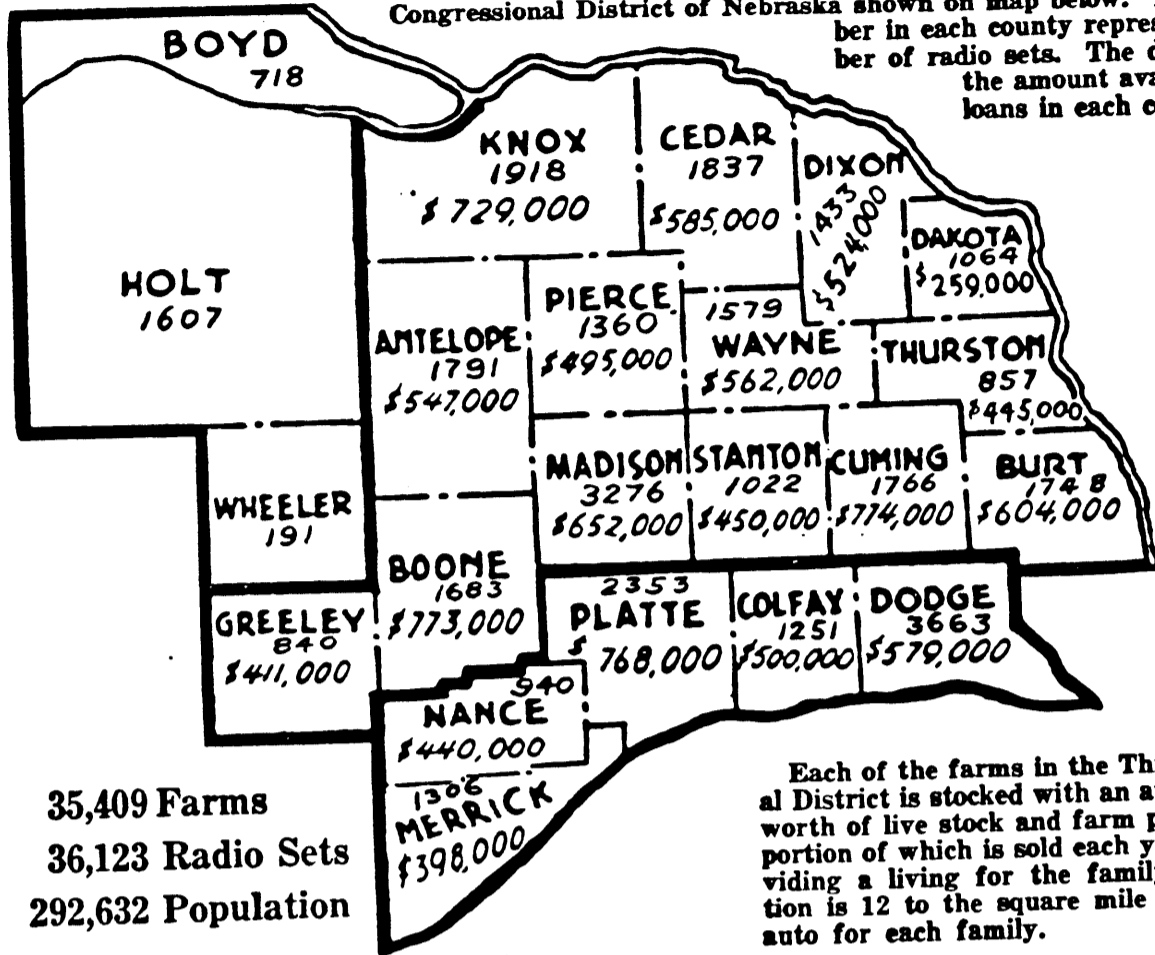 Congressional District of Nebraska shown on map below.
ber in each county repres
ber of radio sets. The d
the amount ava
loans in each c
BOYD
718
KNOX
1918
$729,000
CEDAR
1837
$585,000
DIXON
1433
$524,000
DAKOTA
1064
$259,000
HOLT
1607
ANTELOPE
1791
$547,000
PIERCE
1360
$495,000
1579
WAYNE
$562,000
THURSTON
857
$445,000
WHEELER
191
MADISON
3276
$652,000
STANTON
1022
$450,000
CUMING
1766
$774,000
BURT
1748
$604,000
BOONE
1683
$773,000
GREELEY
840
$411,000
2353
PLATTE
$
768,000
COLFAY
1251
$500,000
DODGE
3663
$579,000
940
NANCE
$440,000
1306
MERRICK
$398,000
35,409 Farms
36,123 Radio Sets
292,632 Population
Each of the farms in the Th
al District is stocked with an a
worth of live stock and farm p
portion of which is sold each y
viding a living for the famil
tion is 12 to the square mile
auto for each family.